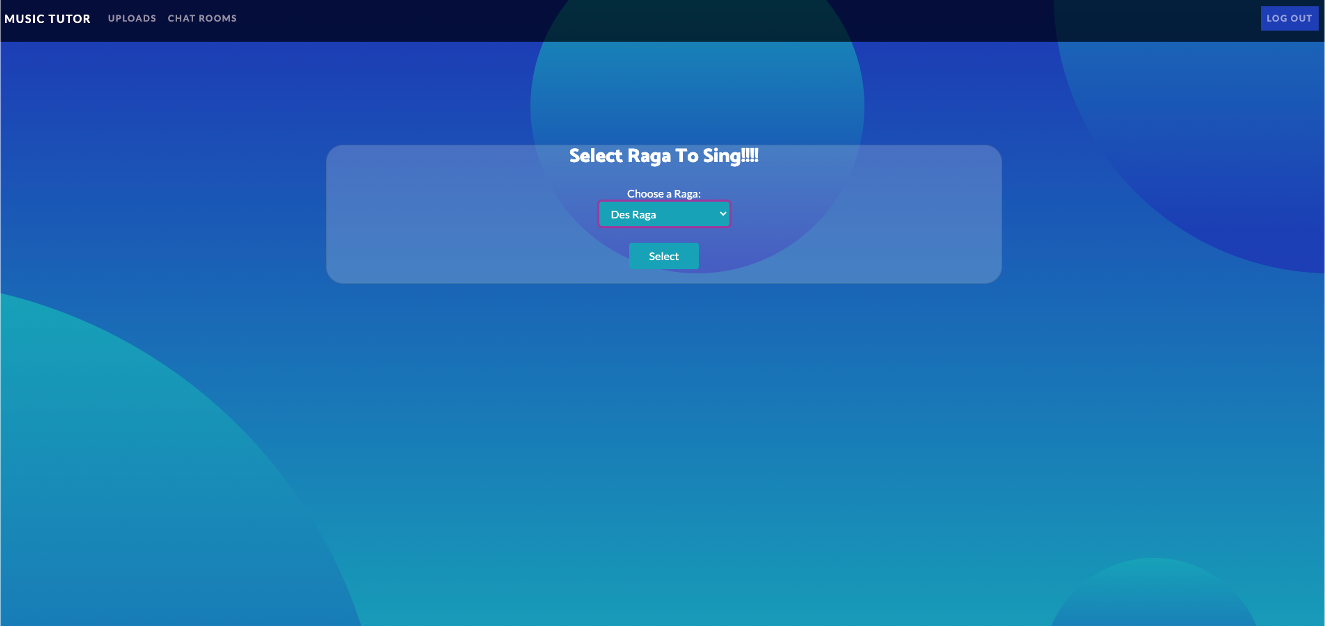 MUSIC TUTOR UPLOADS CHAT ROOMS LOG OUT
Select Raga To Sing!!!!
Choose a Raga:
Des Raga
Select